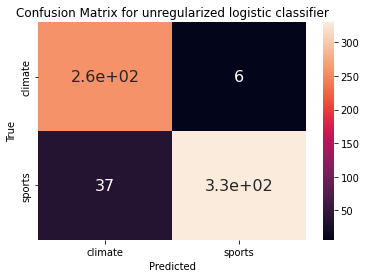 Confusion Matrix for unregularized logistic classifier
climate
2.6e+02
6
sports
37
3.3e+02
True
climate
sports
Predicted
300
250
200
150
100
50